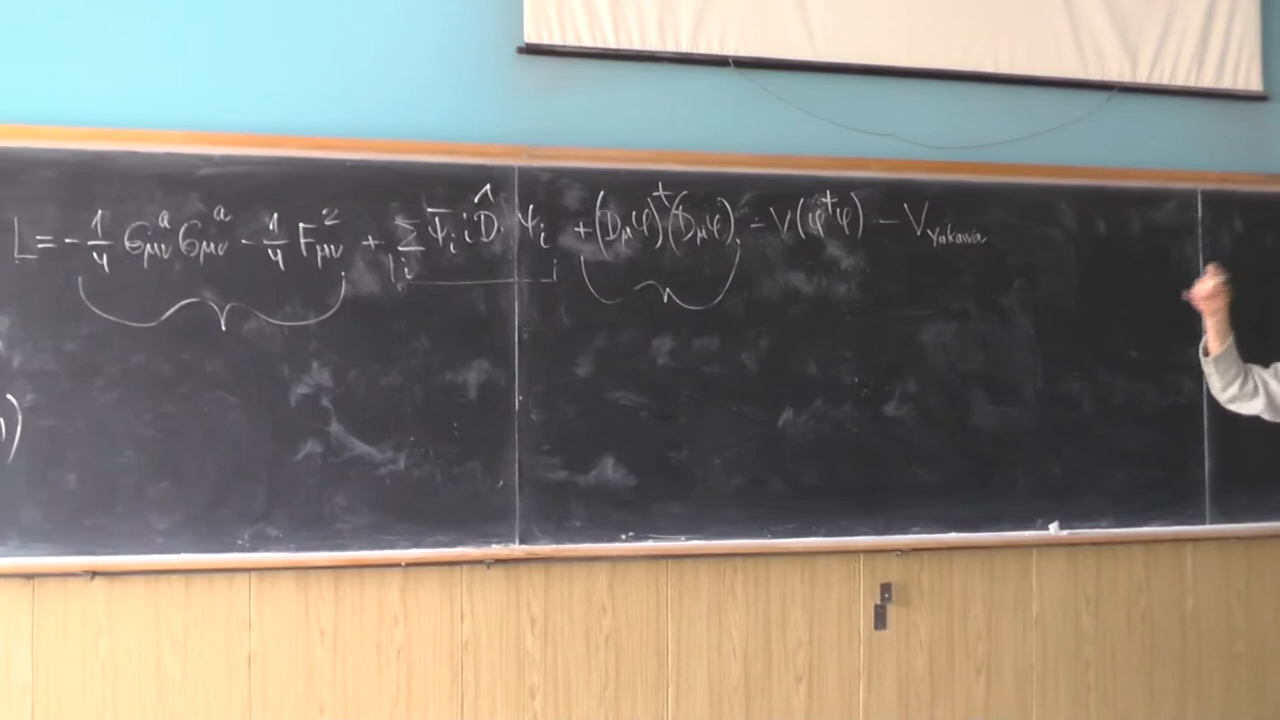 L = -1/4 G^a_μν G^a_μν - 1/4 F^2_μν + Σ_i Ψ̄_i i D̂ Ψ_i + (D_μ φ)^+ (D_μ φ) - V(φ^+ φ) - V_Yukawa
)